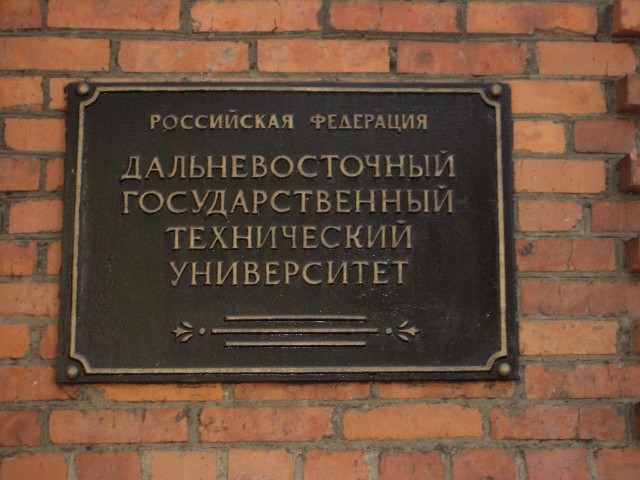 РОССИЙСКАЯ ФЕДЕРАЦИЯ
ДАЛЬНЕВОСТОЧНЫЙ
ГОСУДАРСТВЕННЫЙ
ТЕХНИЧЕСКИЙ
УНИВЕРСИТЕТ